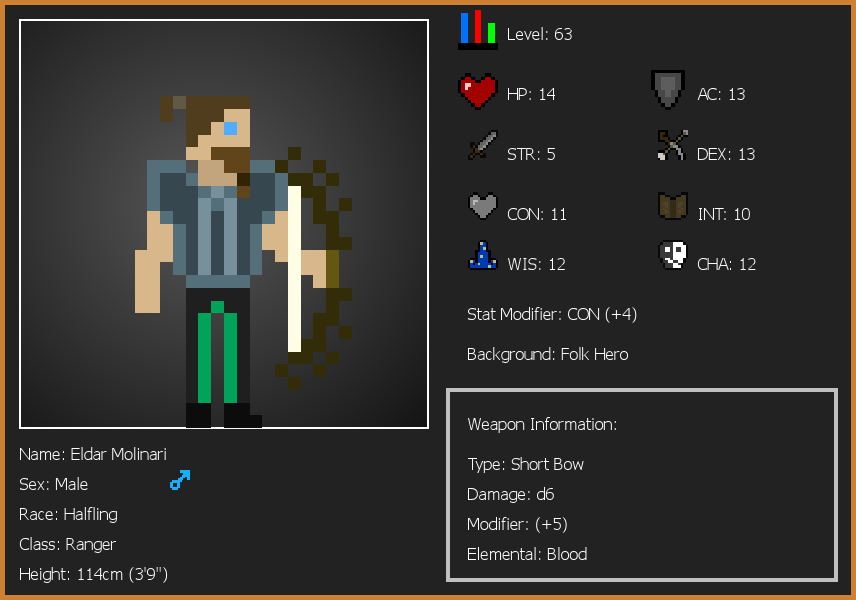 Level: 63
HP: 14
AC: 13
STR: 5
DEX: 13
CON: 11
INT: 10
WIS: 12
CHA: 12
Stat Modifier: CON (+4)
Background: Folk Hero
Weapon Information:
Type: Short Bow
Damage: d6
Modifier: (+5)
Elemental: Blood
Name: Eldar Molinari
Sex: Male
Race: Halfling
Class: Ranger
Height: 114cm (3'9")